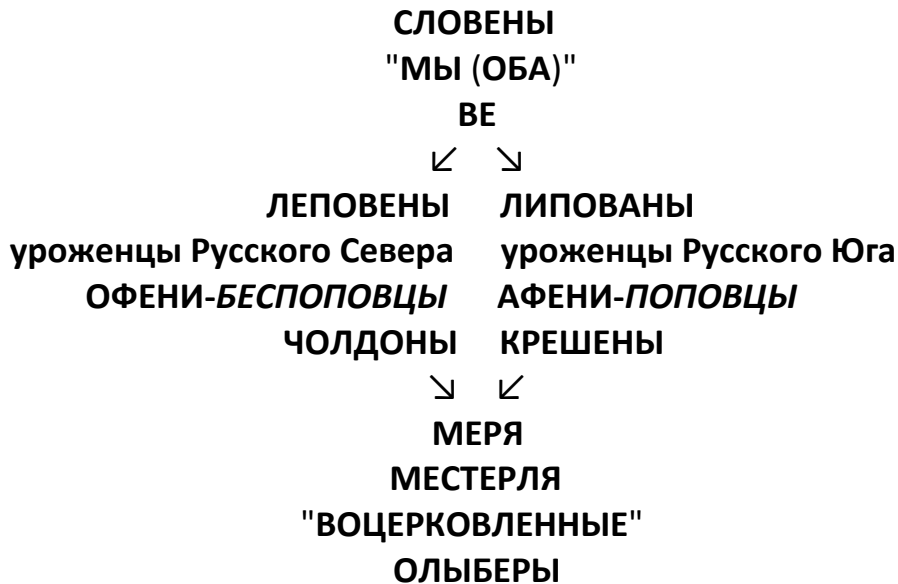 СЛОВЕНЫ
"МЫ (ОБА)"
ВЕ
↙ ↘
ЛЕПОВЕНЫ ЛИПОВАНЫ
уроженцы Русского Севера уроженцы Русского Юга
ОФЕНИ-БЕСПОПОВЦЫ АФЕНИ-ПОПОВЦЫ
ЧОЛДОНЫ КРЕШЕНЫ
↘ ↙
МЕРЯ
МЕСТЕРЛЯ
"ВОЦЕРКОВЛЕННЫЕ"
ОЛЫБЕРЫ